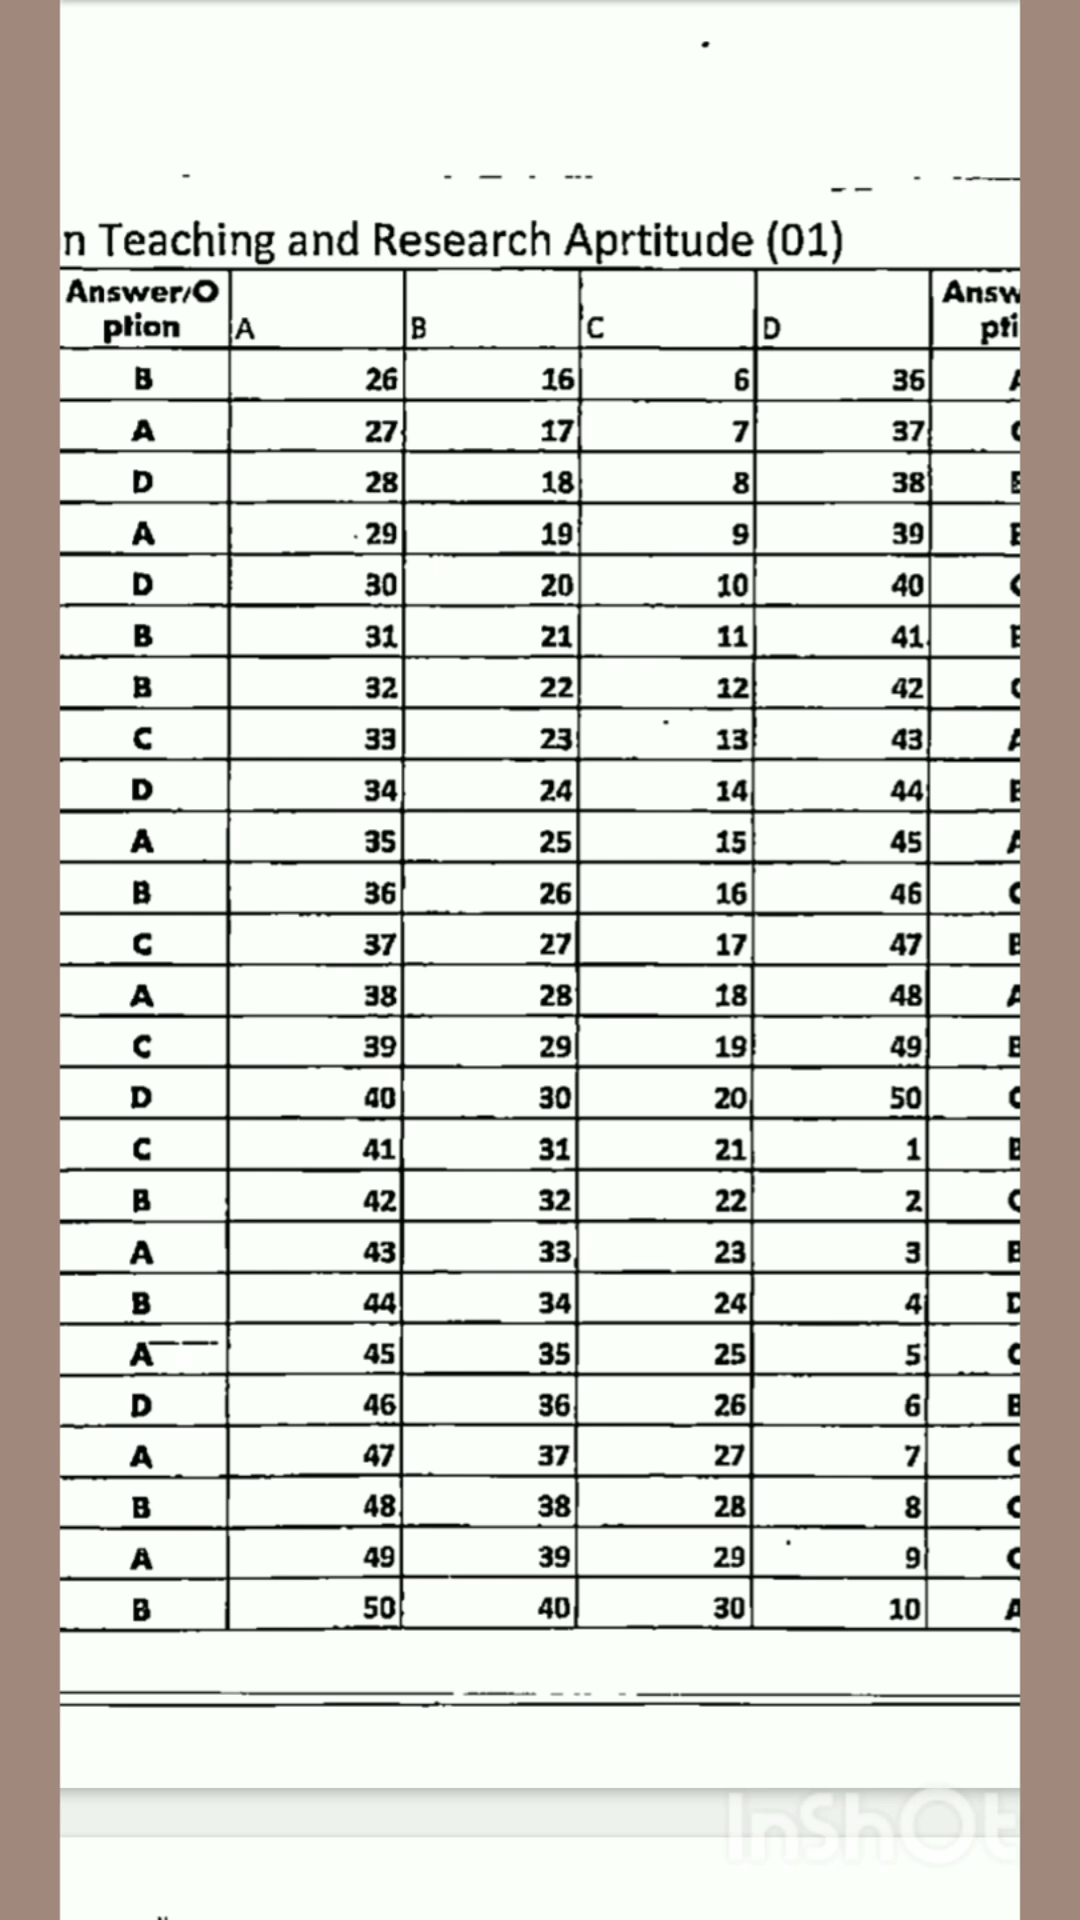 n Teaching and Research Aprtitude (01)
Answer/O
ption A B C D
B 26 16 6 36
A 27 17 7 37
D 28 18 8 38
A 29 19 9 39
D 30 20 10 40
B 31 21 11 41
B 32 22 12 42
C 33 23 13 43
D 34 24 14 44
A 35 25 15 45
B 36 26 16 46
C 37 27 17 47
A 38 28 18 48
C 39 29 19 49
D 40 30 20 50
C 41 31 21 1
B 42 32 22 2
A 43 33 23 3
B 44 34 24 4
A 45 35 25 5
D 46 36 26 6
A 47 37 27 7
B 48 38 28 8
A 49 39 29 9
B 50 40 30 10
InShOt